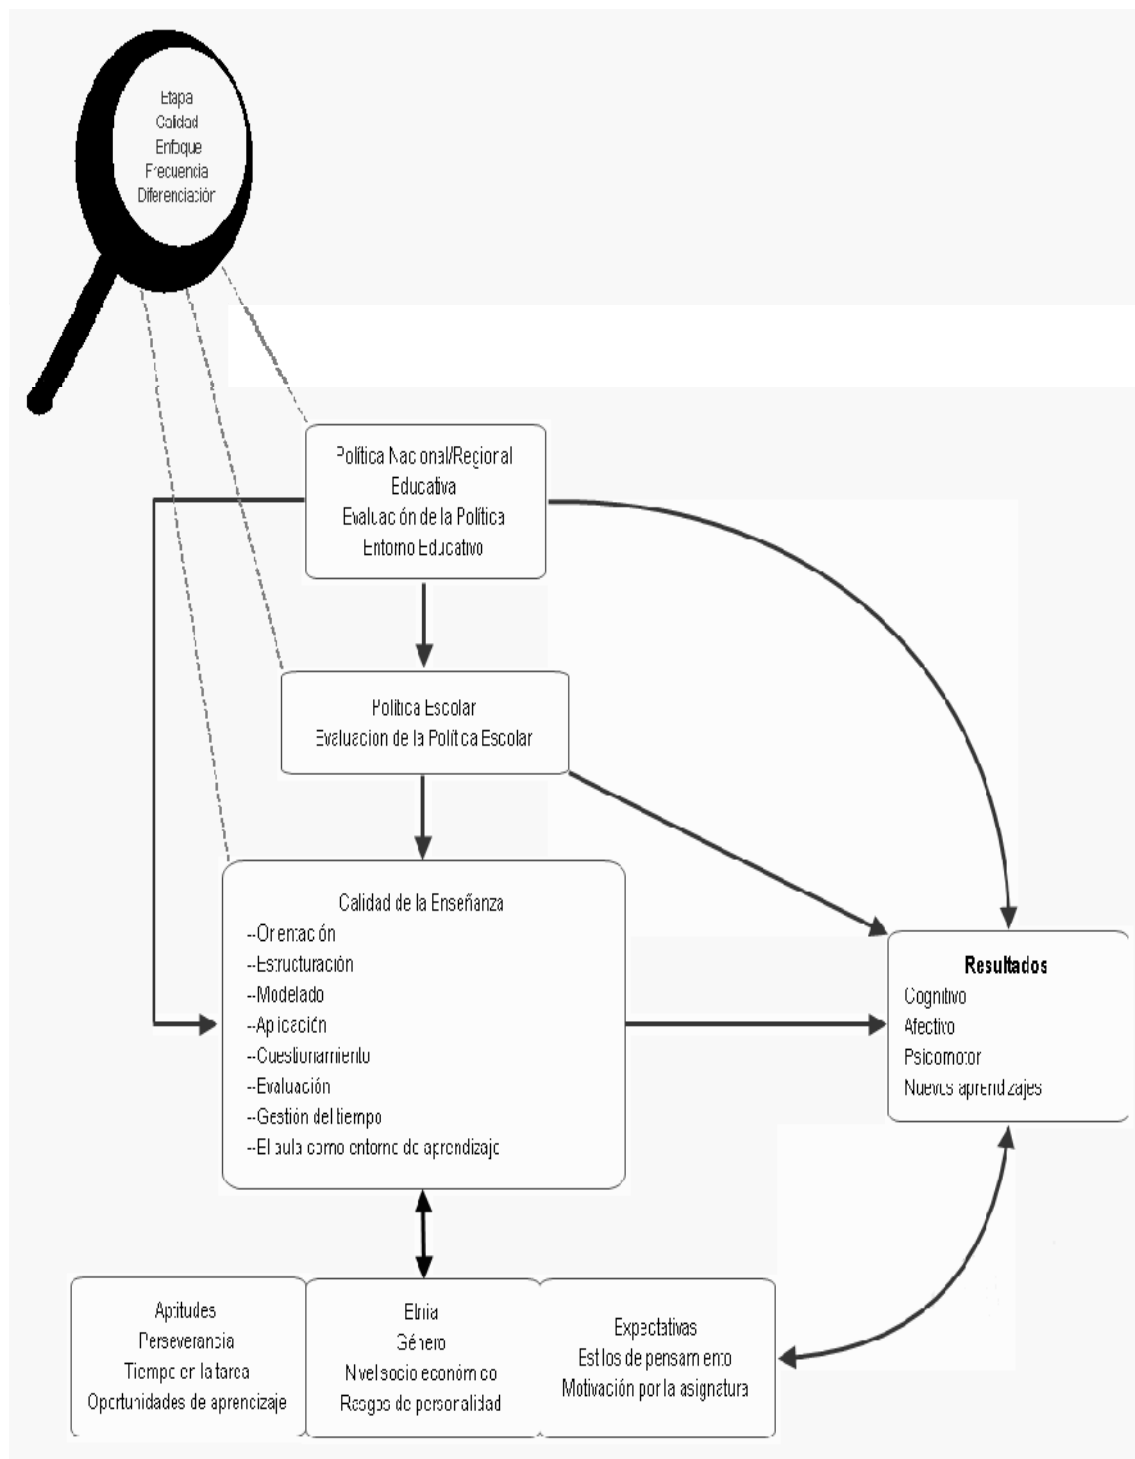 Etapa
Calidad
Enfoque
Frecuencia
Diferenciación
Política Nacional/Regional
Educativa
Evaluación de la Política
Entorno Educativo
Política Escolar
Evaluación de la Política Escolar
Calidad de la Enseñanza
--Orientación
--Estructuración
--Modelado
--Aplicación
--Cuestionamiento
--Evaluación
--Gestión del tiempo
--El aula como entorno de aprendizaje
Resultados
Cognitivo
Afectivo
Psicomotor
Nuevos aprendizajes
Aptitudes
Perseverancia
Tiempo en la tarea
Oportunidades de aprendizaje
Etnia
Género
Nivel socio económico
Rasgos de personalidad
Expectativas
Estilos de pensamiento
Motivación por la asignatura